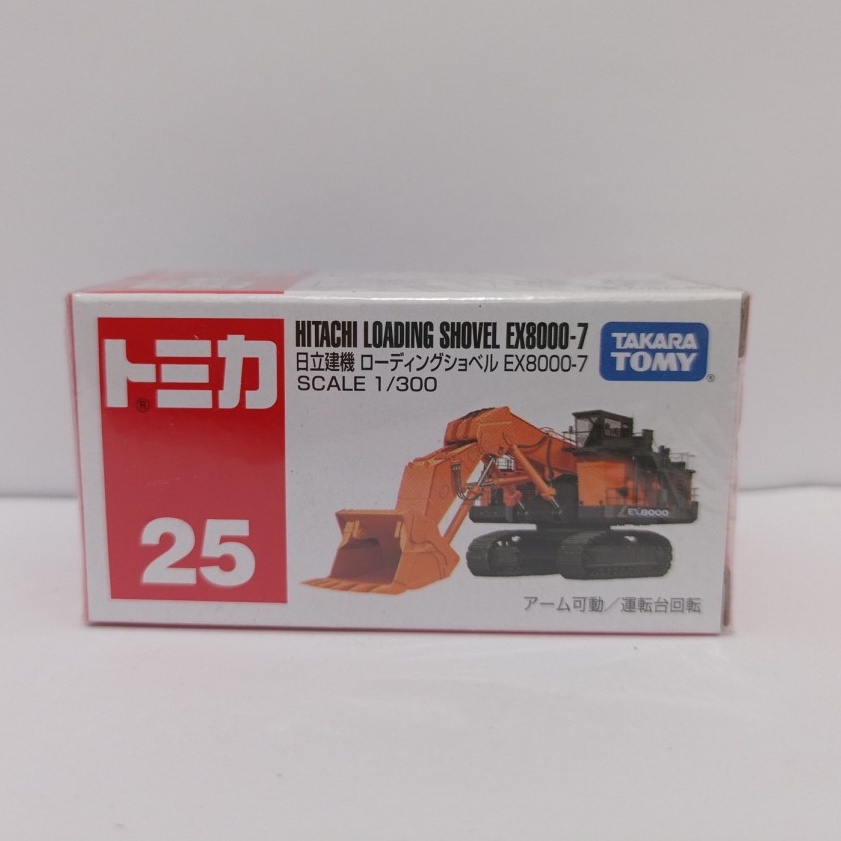 トミカ
®
25
HITACHI LOADING SHOVEL EX8000-7
日立建機 ローディングショベル EX8000-7
SCALE 1/300
TAKARA
TOMY
®
EX8000
アーム可動/運転台回転